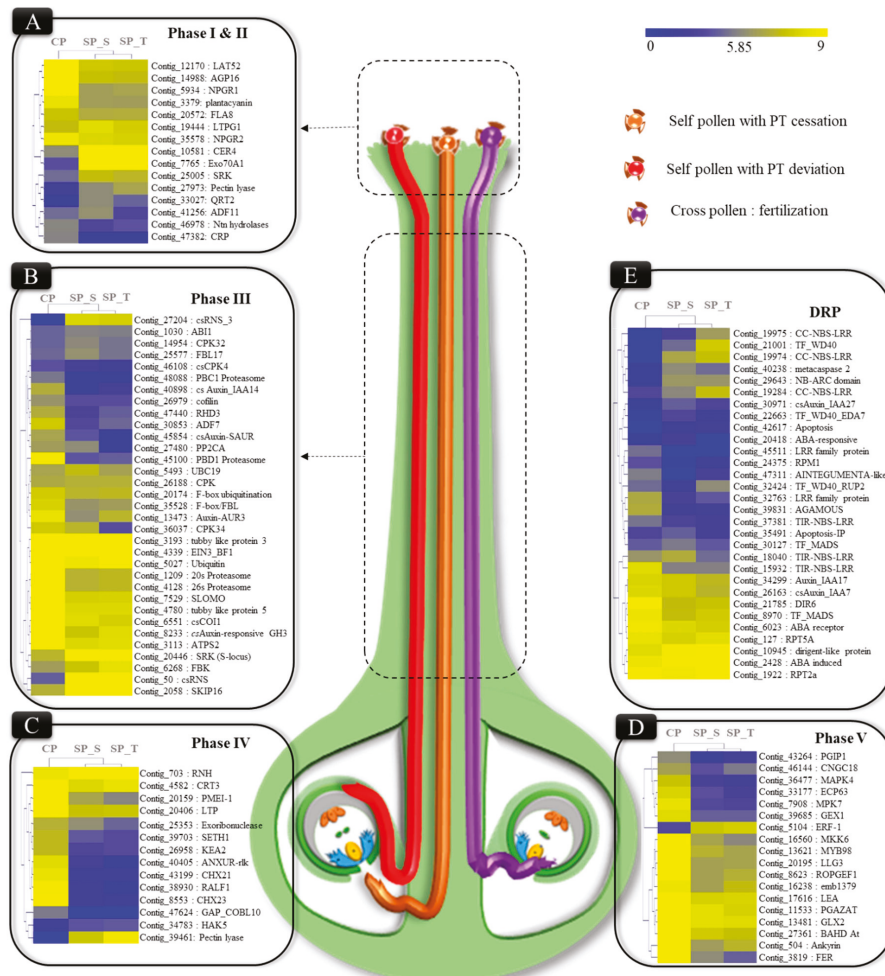 A
Phase I & II
CP SP_S SP_T
Contig_12170 : LAT52
Contig_14988: AGP16
Contig_5934 : NPGR1
Contig_3379: plantacyanin
Contig_20572: FLA8
Contig_19444 : LTPG1
Contig_35578 : NPGR2
Contig_10581 : CER4
Contig_7765 : Exo70A1
Contig_25005 : SRK
Contig_27973 : Pectin lyase
Contig_33027 : QRT2
Contig_41256 : ADF11
Contig_46978 : Ntn hydrolases
Contig_47382 : CRP
0 5.85 9
Self pollen with PT cessation
Self pollen with PT deviation
Cross pollen : fertilization
B
Phase III
CP SP_S SP_T
Contig_27204 : csRNS_3
Contig_1030 : ABI1
Contig_14954 : CPK32
Contig_25577 : FBL17
Contig_46108 : csCPK4
Contig_48088 : PBC1 Proteasome
Contig_40898 : cs Auxin_IAA14
Contig_26979 : cofilin
Contig_47440 : RHD3
Contig_30853 : ADF7
Contig_45854 : csAuxin-SAUR
Contig_27480 : PP2CA
Contig_45100 : PBD1 Proteasome
Contig_5493 : UBC19
Contig_26188 : CPK
Contig_20174 : F-box ubiquitination
Contig_35528 : F-box/FBL
Contig_13473 : Auxin-AUR3
Contig_36037 : CPK34
Contig_3193 : tubby like protein 3
Contig_4339 : EIN3_BF1
Contig_5027 : Ubiquitin
Contig_1209 : 20s Proteasome
Contig_4128 : 26s Proteasome
Contig_7529 : SLOMO
Contig_4780 : tubby like protein 5
Contig_6551 : csCOI1
Contig_8233 : csAuxin-responsive GH3
Contig_3113 : ATPS2
Contig_20446 : SRK (S-locus)
Contig_6268 : FBK
Contig_50 : csRNS
Contig_2058 : SKIP16
E
DRP
CP SP_S SP_T
Contig_19975 : CC-NBS-LRR
Contig_21001 : TF_WD40
Contig_19974 : CC-NBS-LRR
Contig_40238 : metacaspase 2
Contig_29643 : NB-ARC domain
Contig_19284 : CC-NBS-LRR
Contig_30971 : csAuxin_IAA27
Contig_22663 : TF_WD40_EDA7
Contig_42617 : Apoptosis
Contig_20418 : ABA-responsive
Contig_45511 : LRR family protein
Contig_24375 : RPM1
Contig_47311 : AINTEGUMENTA-like
Contig_32424 : TF_WD40_RUP2
Contig_32763 : LRR family protein
Contig_39831 : AGAMOUS
Contig_37381 : TIR-NBS-LRR
Contig_35491 : Apoptosis-IP
Contig_30127 : TF_MADS
Contig_18040 : TIR-NBS-LRR
Contig_15932 : TIR-NBS-LRR
Contig_34299 : Auxin_IAA17
Contig_26163 : csAuxin_IAA7
Contig_21785 : DIR6
Contig_8970 : TF_MADS
Contig_6023 : ABA receptor
Contig_127 : RPT5A
Contig_10945 : dirigent-like protein
Contig_2428 : ABA induced
Contig_1922 : RPT2a
C
Phase IV
CP SP_S SP_T
Contig_703 : RNH
Contig_4582 : CRT3
Contig_20159 : PMEI-1
Contig_20406 : LTP
Contig_25353 : Exoribonuclease
Contig_39703 : SETH1
Contig_26958 : KEA2
Contig_40405 : ANXUR-rlk
Contig_43199 : CHX21
Contig_38930 : RALF1
Contig_8553 : CHX23
Contig_47624 : GAP_COBL10
Contig_34783 : HAK5
Contig_39461: Pectin lyase
D
Phase V
CP SP_S SP_T
Contig_43264 : PGIP1
Contig_46144 : CNGC18
Contig_36477 : MAPK4
Contig_33177 : ECP63
Contig_7908 : MPK7
Contig_39685 : GEX1
Contig_5104 : ERF-1
Contig_16560 : MKK6
Contig_13621 : MYB98
Contig_20195 : LLG3
Contig_8623 : ROPGEF1
Contig_16238 : emb1379
Contig_17616 : LEA
Contig_11533 : PGAZAT
Contig_13481 : GLX2
Contig_27361 : BAHD At
Contig_504 : Ankyrin
Contig_3819 : FER